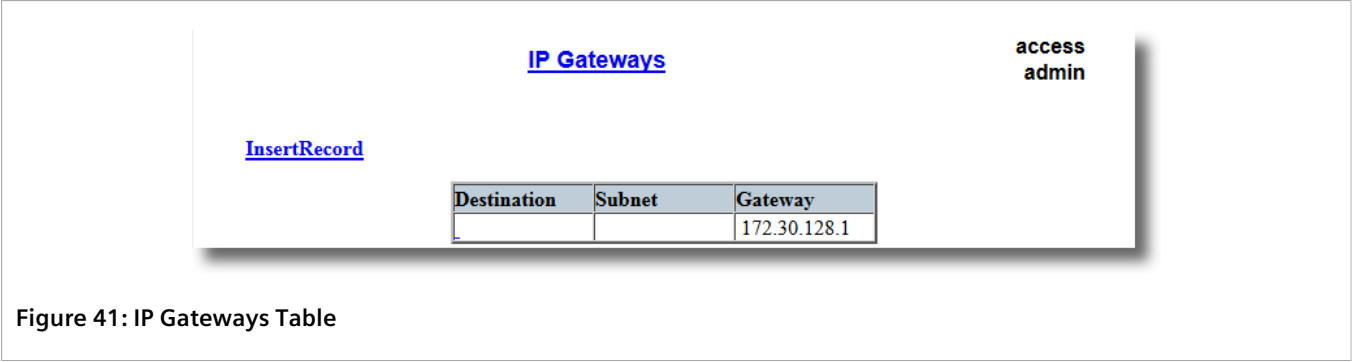 IP Gateways
access
admin
InsertRecord
Destination Subnet Gateway
172.30.128.1
Figure 41: IP Gateways Table